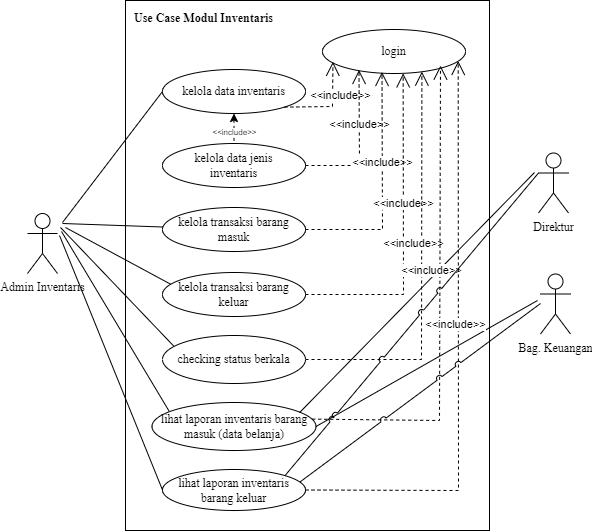 Use Case Modul Inventaris
login
kelola data inventaris
<<include>>
<<include>>
<<include>>
kelola data jenis
inventaris
<<include>>
<<include>>
kelola transaksi barang
masuk
Direktur
<<include>>
<<include>>
Admin Inventaris
kelola transaksi barang
keluar
<<include>>
checking status berkala
Bag. Keuangan
lihat laporan inventaris barang
masuk (data belanja)
lihat laporan inventaris
barang keluar